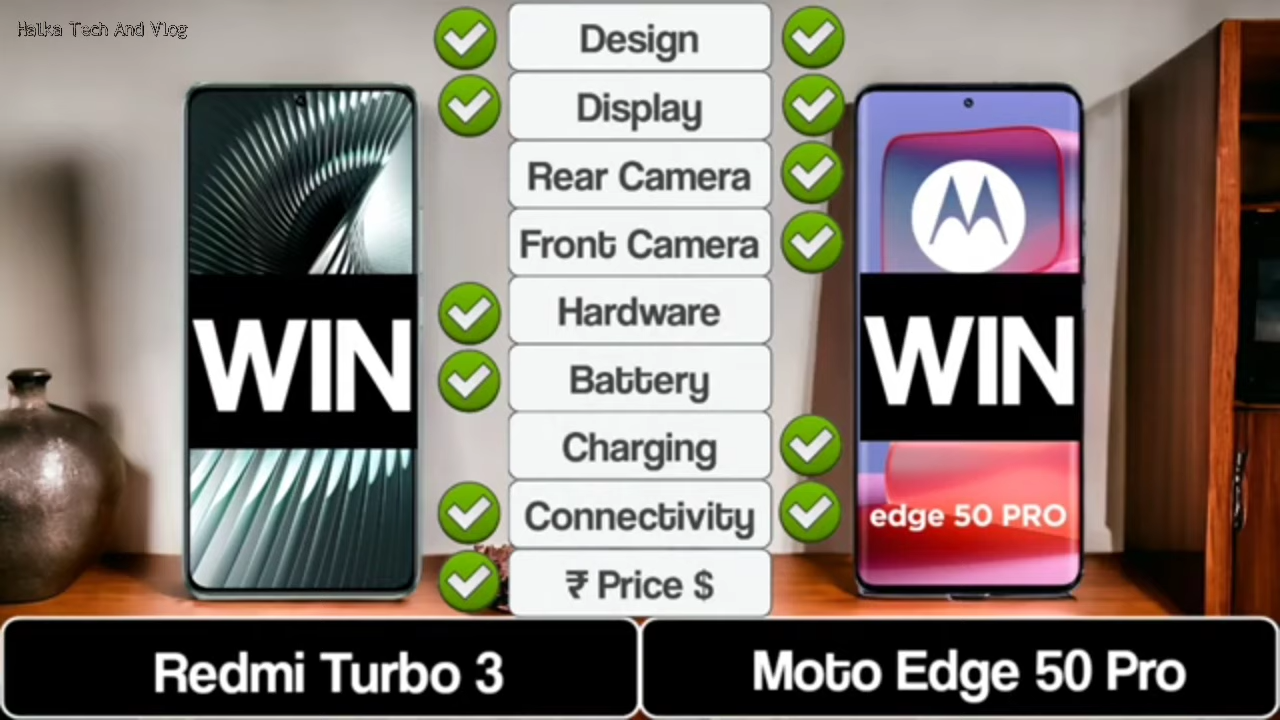 Halka Tech And Vlog
Design
Display
Rear Camera
Front Camera
Hardware
Battery
Charging
Connectivity
₹ Price $
WIN
WIN
edge 50 PRO
Redmi Turbo 3
Moto Edge 50 Pro